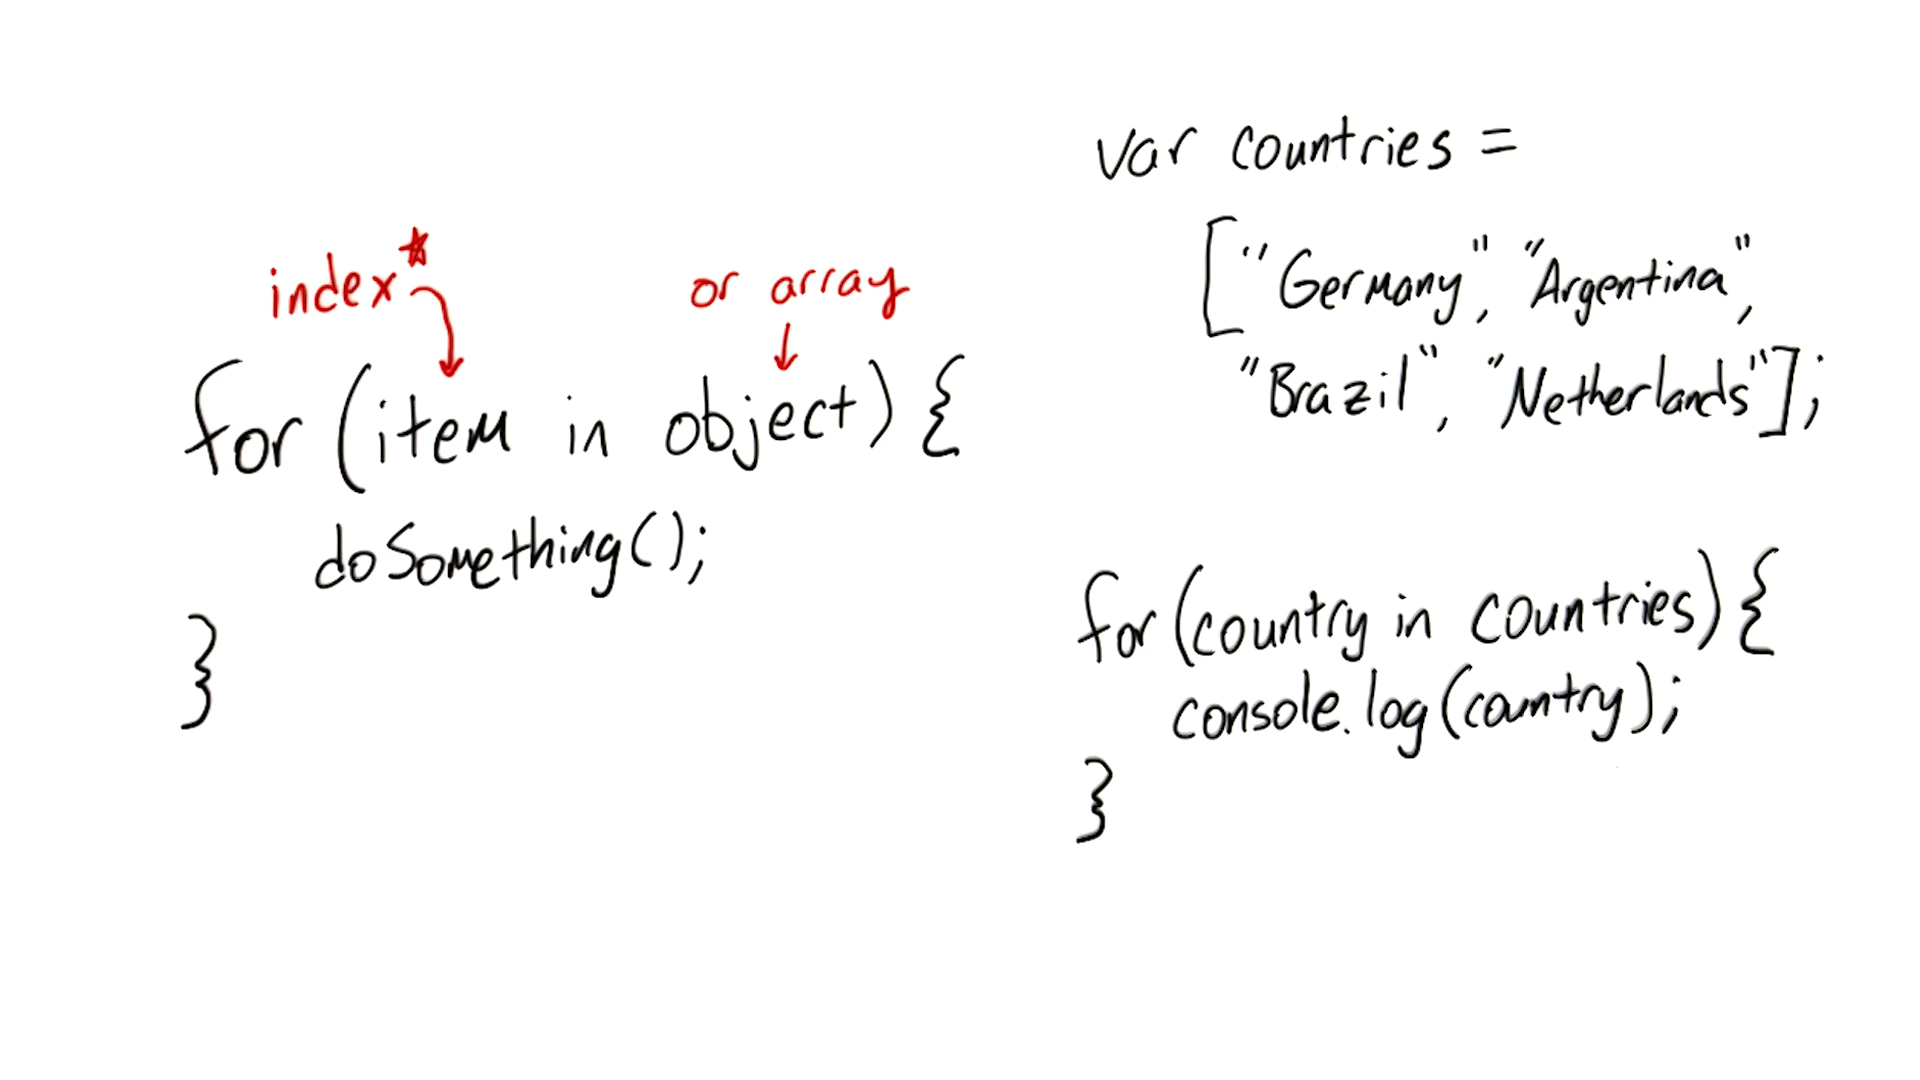 index*
or array
for (item in object) {
doSomething();
}
var countries =
["Germany", "Argentina",
"Brazil", "Netherlands"];
for (country in countries) {
console.log(country);
}